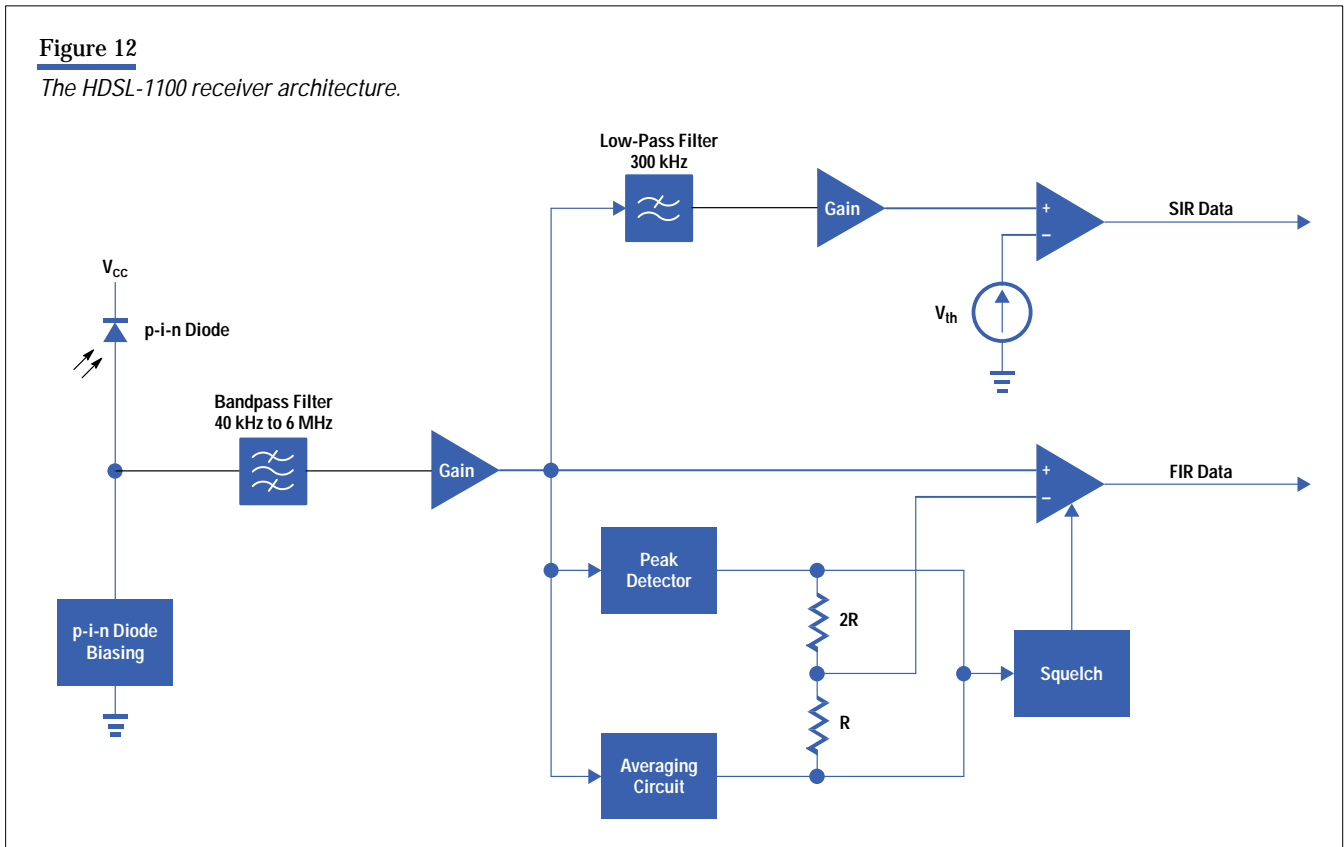 Figure 12
The HDSL-1100 receiver architecture.
Low-Pass Filter
300 kHz
Gain
+
−
SIR Data
Vth
VCC
p-i-n Diode
Bandpass Filter
40 kHz to 6 MHz
Gain
+
−
FIR Data
Peak
Detector
2R
p-i-n Diode
Biasing
Squelch
R
Averaging
Circuit